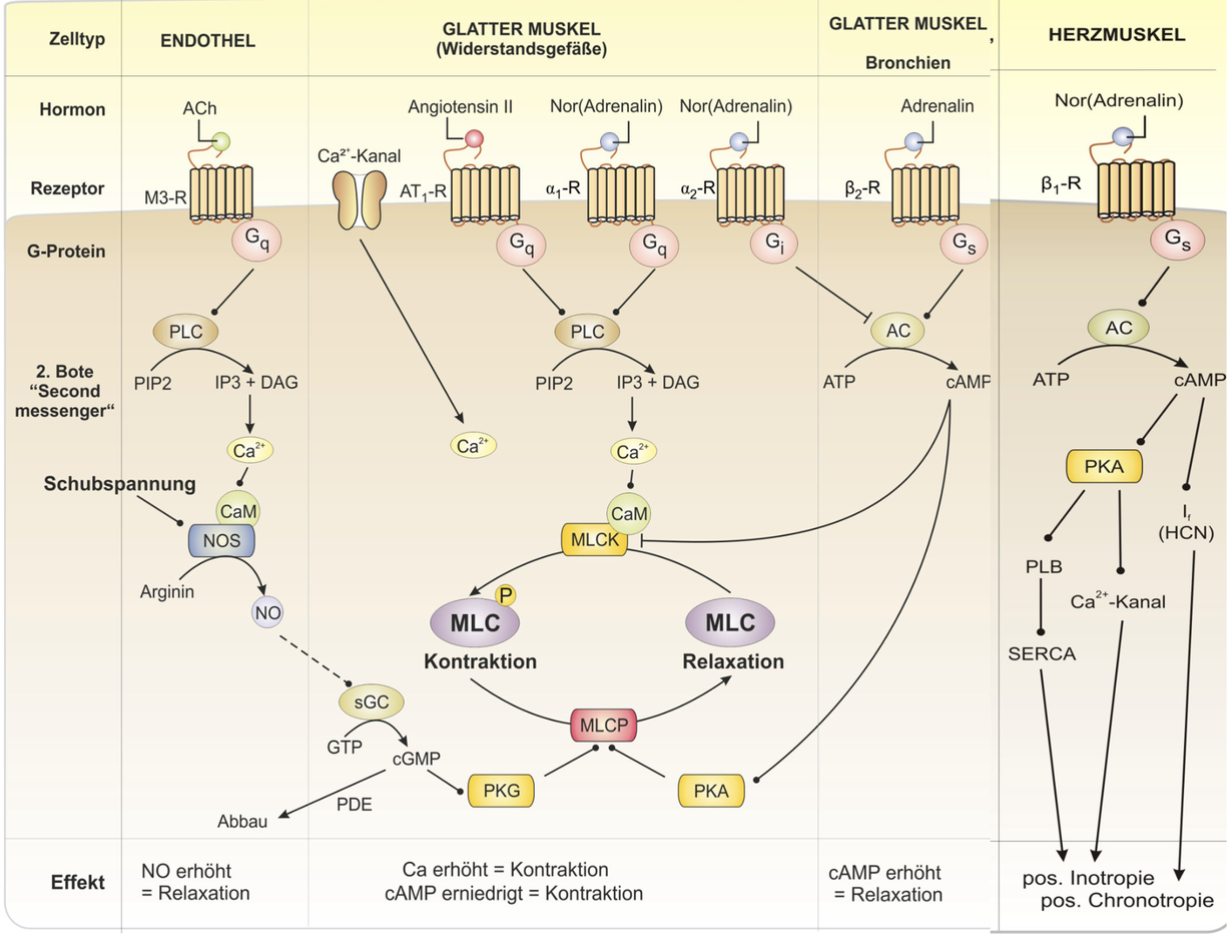 Zelltyp
ENDOTHEL
GLATTER MUSKEL
(Widerstandsgefäße)
GLATTER MUSKEL,
Bronchien
HERZMUSKEL
Hormon
ACh
Angiotensin II
Nor(Adrenalin)
Nor(Adrenalin)
Adrenalin
Nor(Adrenalin)
Rezeptor
M3-R
Ca²⁺-Kanal
AT₁-R
α₁-R
α₂-R
β₂-R
β₁-R
G-Protein
Gq
Gq
Gq
Gi
Gs
Gs
2. Bote
“Second
messenger“
PLC
PIP2
IP3 + DAG
Ca²⁺
PLC
PIP2
IP3 + DAG
Ca²⁺
Ca²⁺
AC
ATP
cAMP
AC
ATP
cAMP
Schubspannung
CaM
NOS
Arginin
NO
CaM
MLCK
P
MLC
Kontraktion
MLC
Relaxation
MLCP
sGC
GTP
cGMP
PDE
Abbau
PKG
PKA
PKA
If
(HCN)
PLB
Ca²⁺-Kanal
SERCA
Effekt
NO erhöht
= Relaxation
Ca erhöht = Kontraktion
cAMP erniedrigt = Kontraktion
cAMP erhöht
= Relaxation
pos. Inotropie
pos. Chronotropie